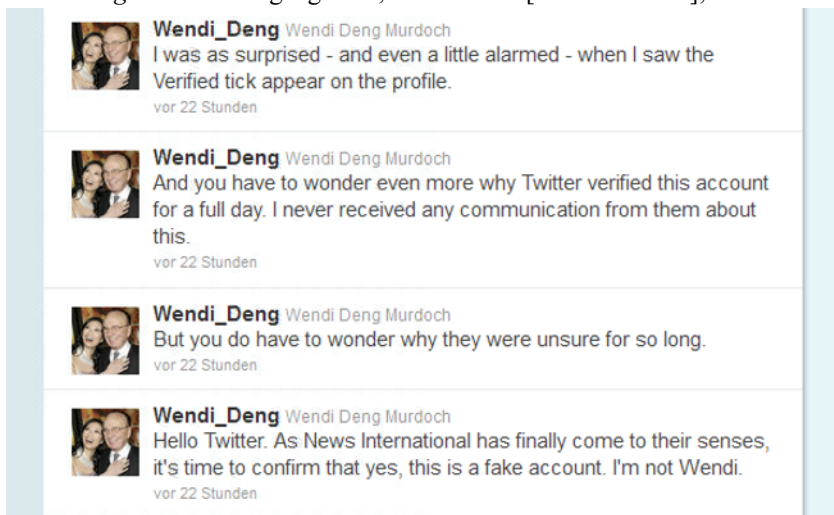 Wendi_Deng Wendi Deng Murdoch
I was as surprised - and even a little alarmed - when I saw the
Verified tick appear on the profile.
vor 22 Stunden
Wendi_Deng Wendi Deng Murdoch
And you have to wonder even more why Twitter verified this account
for a full day. I never received any communication from them about
this.
vor 22 Stunden
Wendi_Deng Wendi Deng Murdoch
But you do have to wonder why they were unsure for so long.
vor 22 Stunden
Wendi_Deng Wendi Deng Murdoch
Hello Twitter. As News International has finally come to their senses,
it's time to confirm that yes, this is a fake account. I'm not Wendi.
vor 22 Stunden